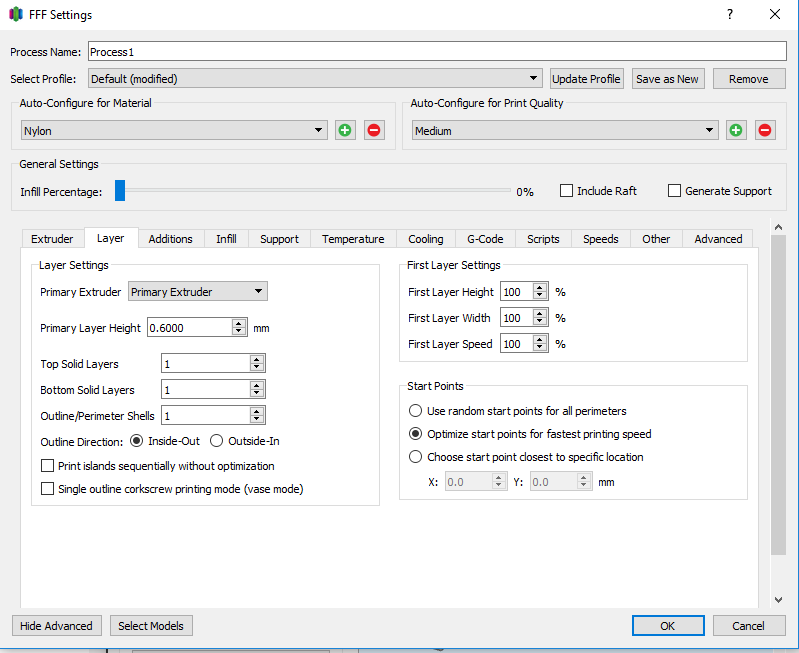 FFF Settings
?
Process Name: Process1
Select Profile: Default (modified) Update Profile Save as New Remove
Auto-Configure for Material
Nylon
Auto-Configure for Print Quality
Medium
General Settings
Infill Percentage: 0% Include Raft Generate Support
Extruder Layer Additions Infill Support Temperature Cooling G-Code Scripts Speeds Other Advanced
Layer Settings
Primary Extruder Primary Extruder
Primary Layer Height 0.6000 mm
Top Solid Layers 1
Bottom Solid Layers 1
Outline/Perimeter Shells 1
Outline Direction: Inside-Out Outside-In
Print islands sequentially without optimization
Single outline corkscrew printing mode (vase mode)
First Layer Settings
First Layer Height 100 %
First Layer Width 100 %
First Layer Speed 100 %
Start Points
Use random start points for all perimeters
Optimize start points for fastest printing speed
Choose start point closest to specific location
X: 0.0 Y: 0.0 mm
Hide Advanced Select Models OK Cancel